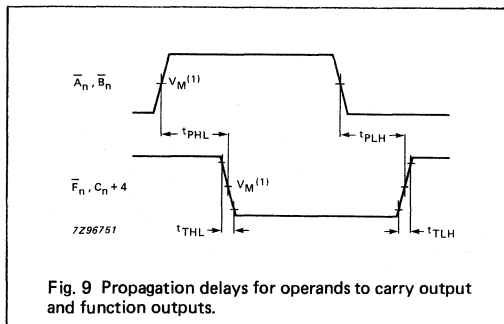 A̅n, B̅n
VM(1)
tPHL
tPLH
F̅n, Cn + 4
VM(1)
7Z96751
tTHL
tTLH
Fig. 9 Propagation delays for operands to carry output
and function outputs.